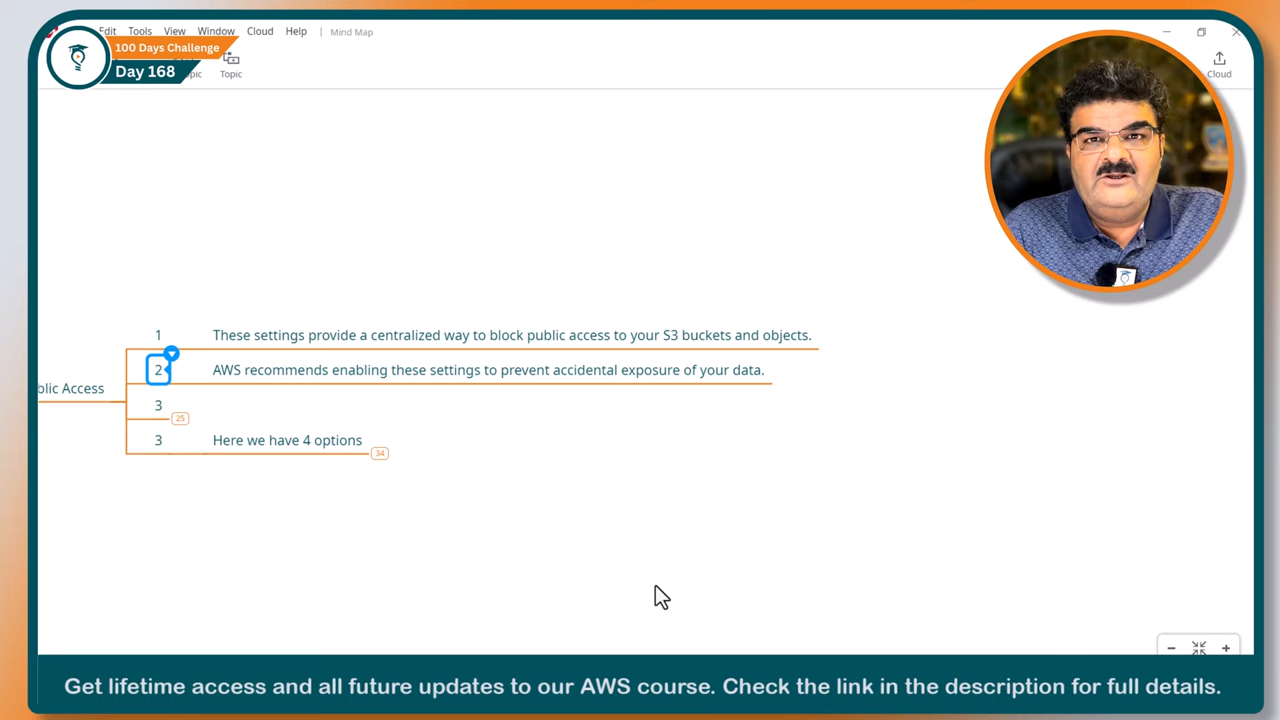 Edit Tools View Window Cloud Help | Mind Map
100 Days Challenge
Day 168
Topic
Cloud
1 These settings provide a centralized way to block public access to your S3 buckets and objects.
2 AWS recommends enabling these settings to prevent accidental exposure of your data.
blic Access
3
25
3 Here we have 4 options
34
Get lifetime access and all future updates to our AWS course. Check the link in the description for full details.